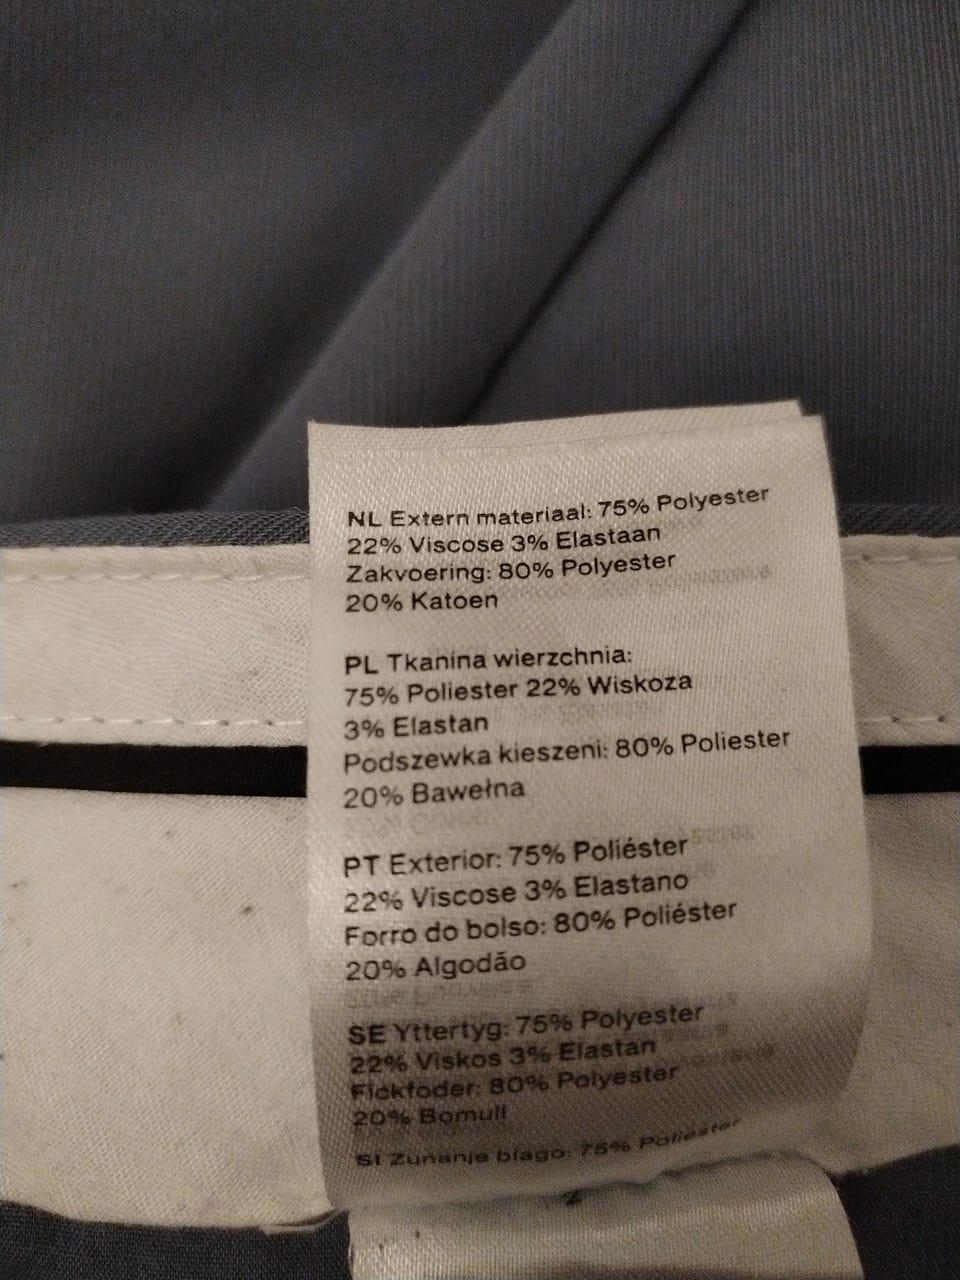 NL Extern materiaal: 75% Polyester
22% Viscose 3% Elastaan
Zakvoering: 80% Polyester
20% Katoen
PL Tkanina wierzchnia:
75% Poliester 22% Wiskoza
3% Elastan
Podszewka kieszeni: 80% Poliester
20% Bawełna
PT Exterior: 75% Poliéster
22% Viscose 3% Elastano
Forro do bolso: 80% Poliéster
20% Algodão
SE Yttertyg: 75% Polyester
22% Viskos 3% Elastan
Fickfoder: 80% Polyester
20% Bomull
SI Zunanje blago: 75% Poliester
2